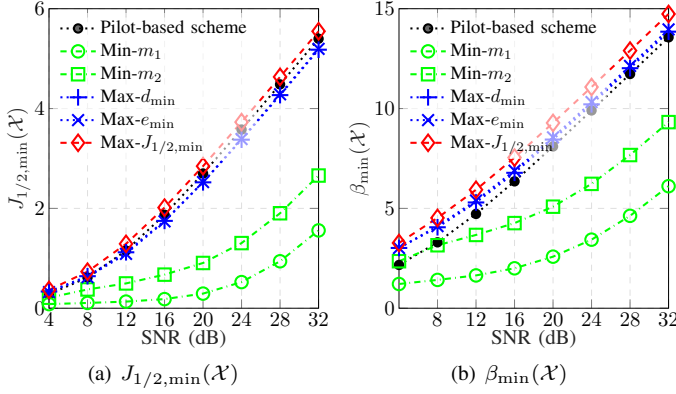 6
4
2
0
J1/2,min(𝒳)
Pilot-based scheme
Min-m1
Min-m2
Max-dmin
Max-emin
Max-J1/2,min
4 8 12 16 20 24 28 32
SNR (dB)
(a) J1/2,min(𝒳)
15
10
5
0
βmin(𝒳)
Pilot-based scheme
Min-m1
Min-m2
Max-dmin
Max-emin
Max-J1/2,min
8 12 16 20 24 28 32
SNR (dB)
(b) βmin(𝒳)